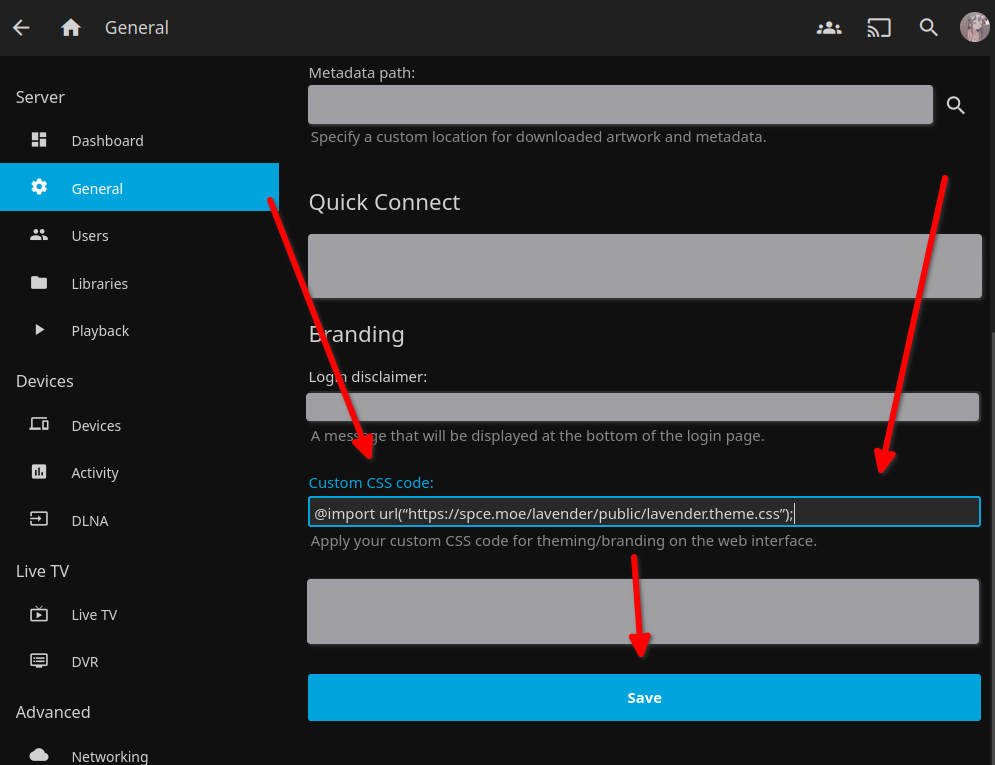 General
Server
Dashboard
General
Users
Libraries
Playback
Devices
Devices
Activity
DLNA
Live TV
Live TV
DVR
Advanced
Networking
Metadata path:
Specify a custom location for downloaded artwork and metadata.
Quick Connect
Branding
Login disclaimer:
A message that will be displayed at the bottom of the login page.
Custom CSS code:
@import url(“https://spce.moe/lavender/public/lavender.theme.css”);
Apply your custom CSS code for theming/branding on the web interface.
Save